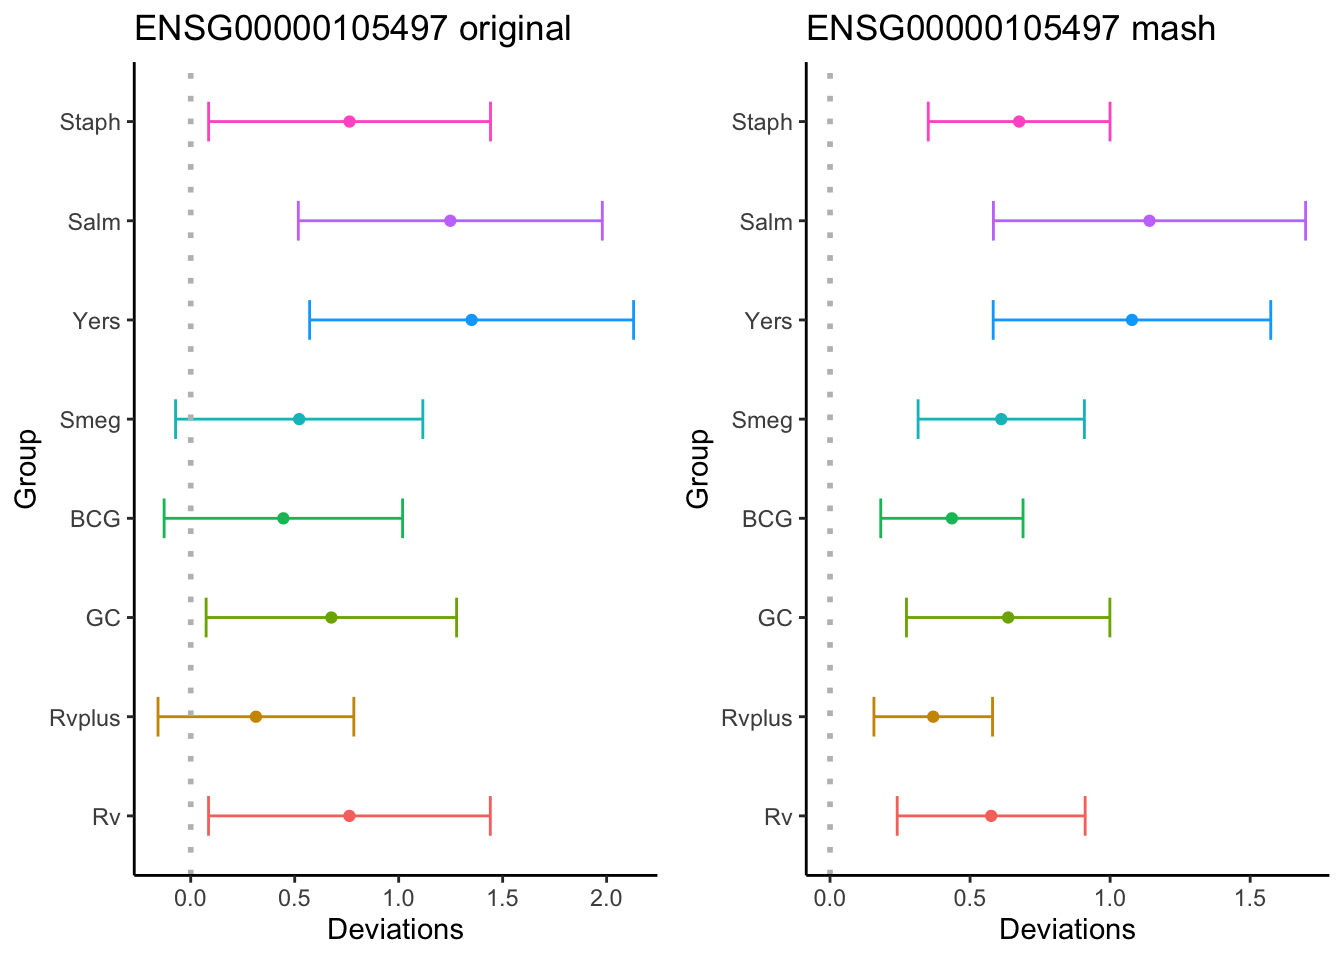 ENSG00000105497 original
Group
Staph
Salm
Yers
Smeg
BCG
GC
Rvplus
Rv
0.0 0.5 1.0 1.5 2.0
Deviations
ENSG00000105497 mash
Group
Staph
Salm
Yers
Smeg
BCG
GC
Rvplus
Rv
0.0 0.5 1.0 1.5
Deviations